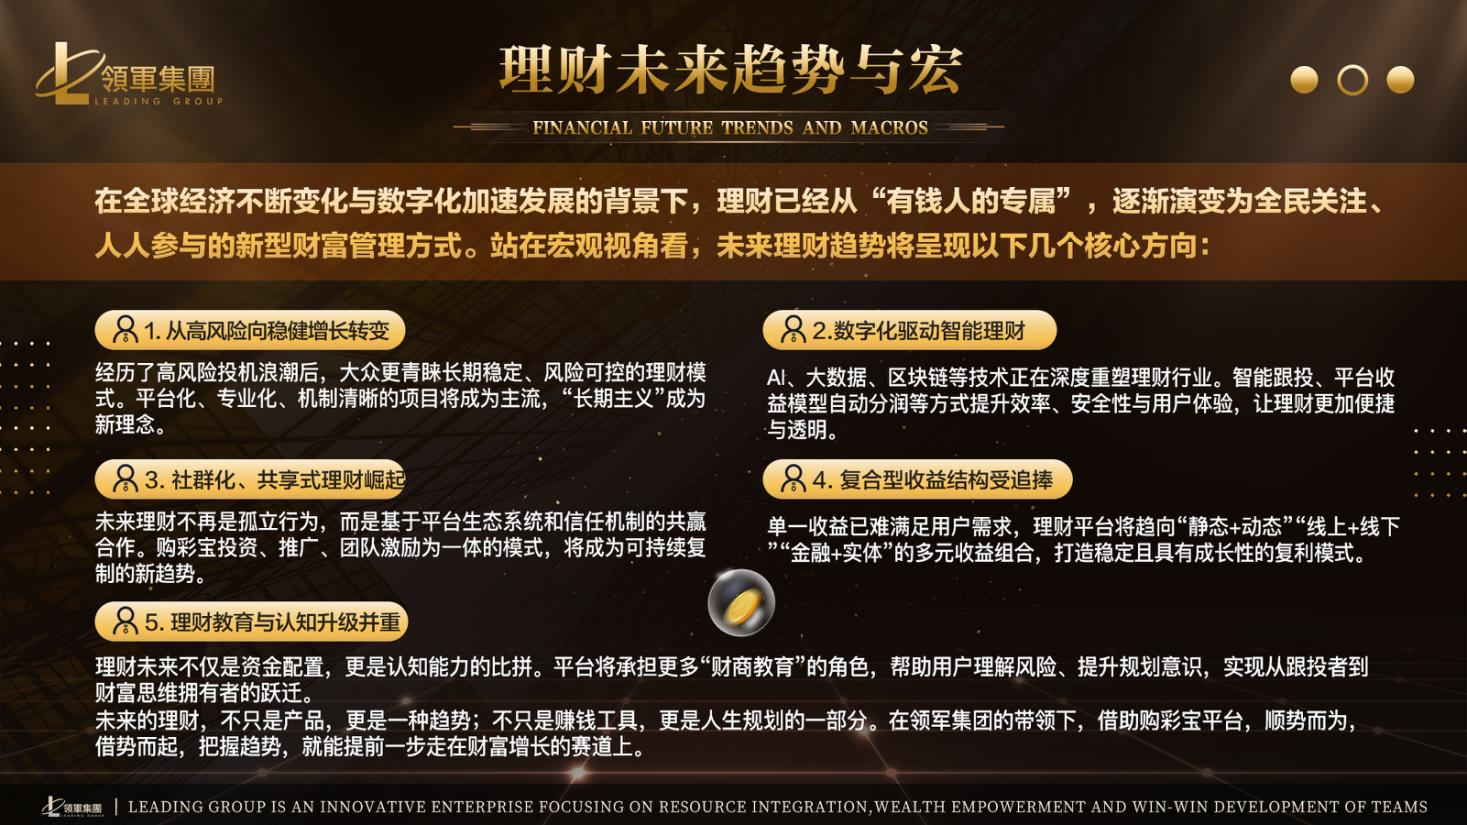 領軍集團
LEADING GROUP
理财未来趋势与宏
FINANCIAL FUTURE TRENDS AND MACROS
在全球经济不断变化与数字化加速发展的背景下，理财已经从“有钱人的专属”，逐渐演变为全民关注、
人人参与的新型财富管理方式。站在宏观视角看，未来理财趋势将呈现以下几个核心方向：
1. 从高风险向稳健增长转变
经历了高风险投机浪潮后，大众更青睐长期稳定、风险可控的理财模
式。平台化、专业化、机制清晰的项目将成为主流，“长期主义”成为
新理念。
2.数字化驱动智能理财
AI、大数据、区块链等技术正在深度重塑理财行业。智能跟投、平台收
益模型自动分润等方式提升效率、安全性与用户体验，让理财更加便捷
与透明。
3. 社群化、共享式理财崛起
未来理财不再是孤立行为，而是基于平台生态系统和信任机制的共赢
合作。购彩宝投资、推广、团队激励为一体的模式，将成为可持续复
制的新趋势。
4. 复合型收益结构受追捧
单一收益已难满足用户需求，理财平台将趋向“静态+动态”“线上+线下
”“金融+实体”的多元收益组合，打造稳定且具有成长性的复利模式。
5. 理财教育与认知升级并重
理财未来不仅是资金配置，更是认知能力的比拼。平台将承担更多“财商教育”的角色，帮助用户理解风险、提升规划意识，实现从跟投者到
财富思维拥有者的跃迁。
未来的理财，不只是产品，更是一种趋势；不只是赚钱工具，更是人生规划的一部分。在领军集团的带领下，借助购彩宝平台，顺势而为，
借势而起，把握趋势，就能提前一步走在财富增长的赛道上。
領軍集團
LEADING GROUP
LEADING GROUP IS AN INNOVATIVE ENTERPRISE FOCUSING ON RESOURCE INTEGRATION,WEALTH EMPOWERMENT AND WIN-WIN DEVELOPMENT OF TEAMS